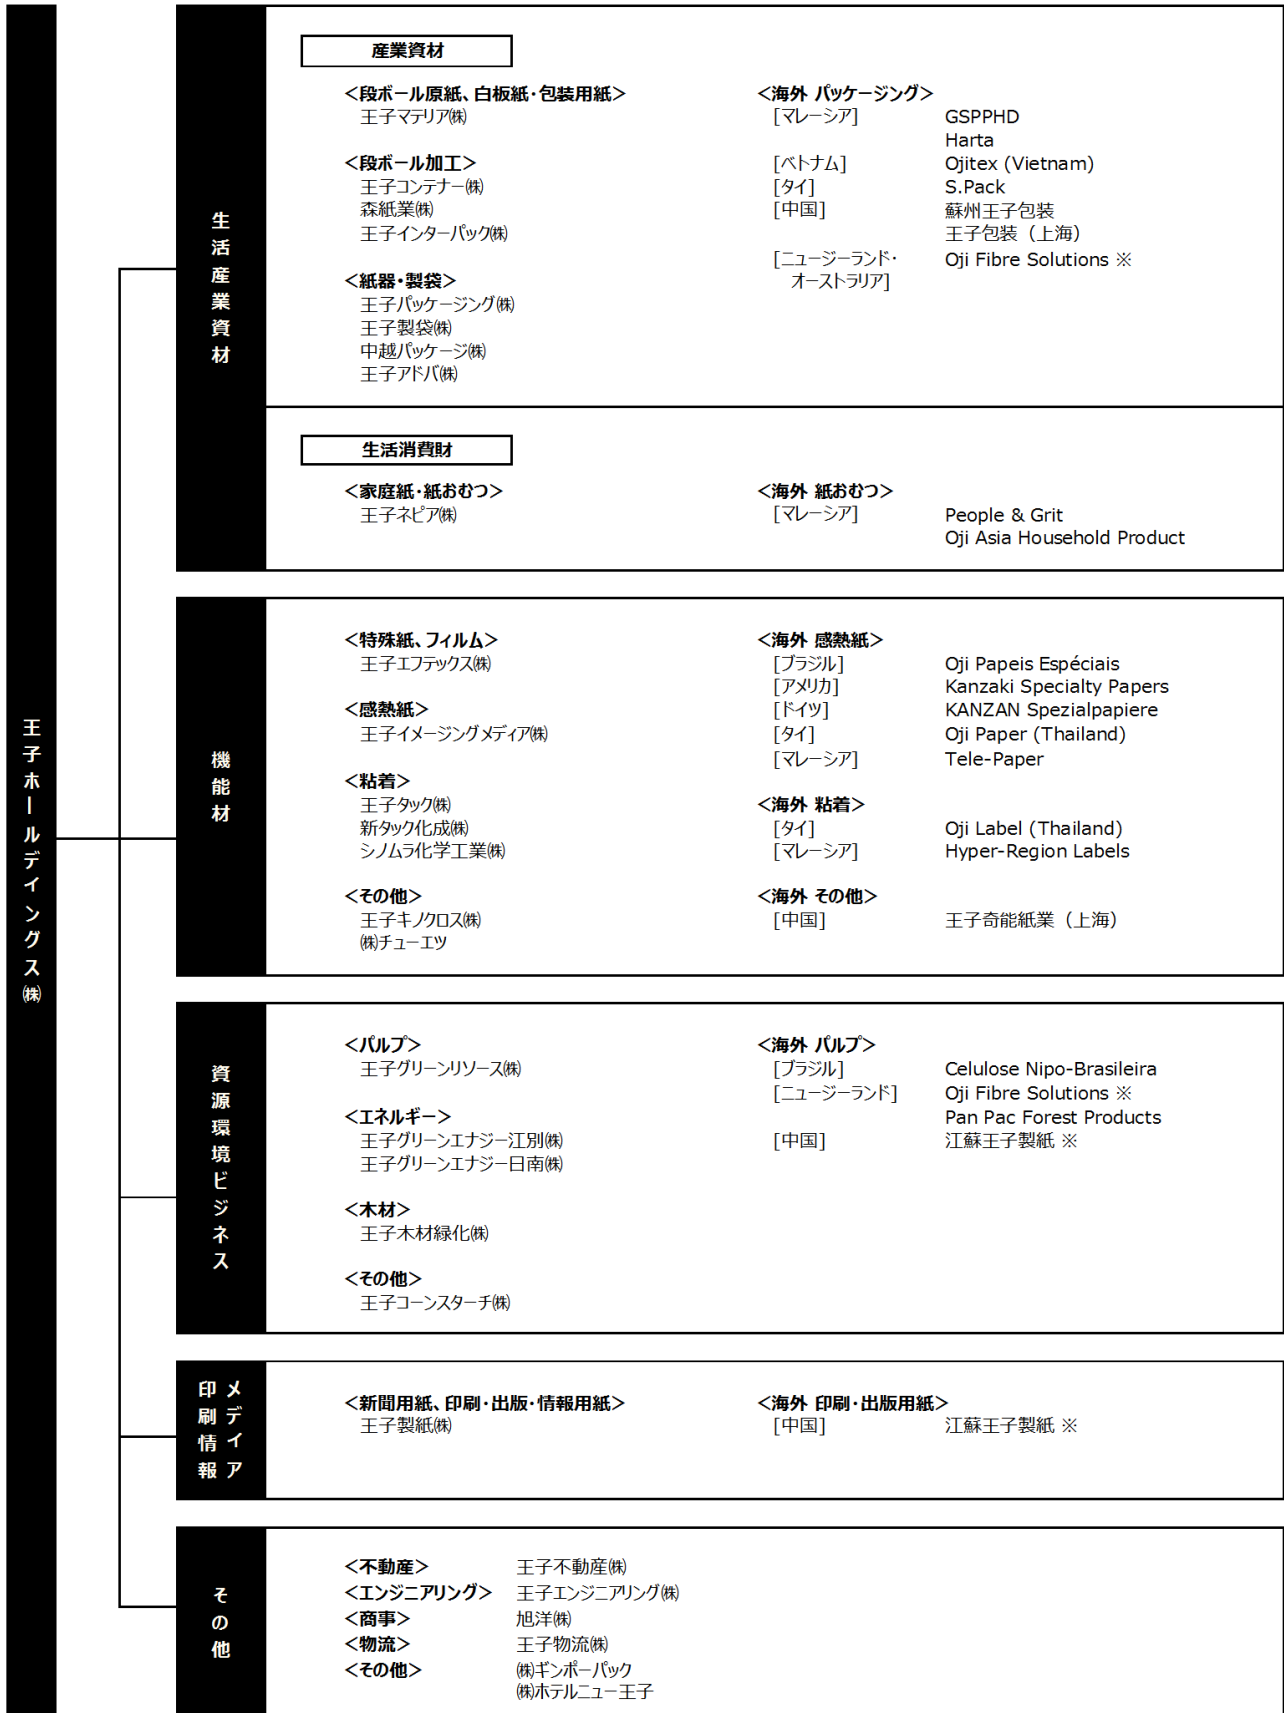 王子ホールディングス㈱
生活産業資材
産業資材
＜段ボール原紙、白板紙・包装用紙＞
王子マテリア㈱
＜段ボール加工＞
王子コンテナー㈱
森紙業㈱
王子インターパック㈱
＜紙器・製袋＞
王子パッケージング㈱
王子製袋㈱
中越パッケージ㈱
王子アドバ㈱
＜海外 パッケージング＞
[マレーシア] GSPPHD
Harta
[ベトナム] Ojitex (Vietnam)
[タイ] S.Pack
[中国] 蘇州王子包装
王子包装（上海）
[ニュージーランド・ Oji Fibre Solutions ※
オーストラリア]
生活消費財
＜家庭紙・紙おむつ＞
王子ネピア㈱
＜海外 紙おむつ＞
[マレーシア] People & Grit
Oji Asia Household Product
機能材
＜特殊紙、フィルム＞
王子エフテックス㈱
＜感熱紙＞
王子イメージングメディア㈱
＜粘着＞
王子タック㈱
新タック化成㈱
シノムラ化学工業㈱
＜その他＞
王子キノクロス㈱
㈱チューエツ
＜海外 感熱紙＞
[ブラジル] Oji Papeis Espéciais
[アメリカ] Kanzaki Specialty Papers
[ドイツ] KANZAN Spezialpapiere
[タイ] Oji Paper (Thailand)
[マレーシア] Tele-Paper
＜海外 粘着＞
[タイ] Oji Label (Thailand)
[マレーシア] Hyper-Region Labels
＜海外 その他＞
[中国] 王子奇能紙業（上海）
資源環境ビジネス
＜パルプ＞
王子グリーンリソース㈱
＜エネルギー＞
王子グリーンエナジー江別㈱
王子グリーンエナジー日南㈱
＜木材＞
王子木材緑化㈱
＜その他＞
王子コーンスターチ㈱
＜海外 パルプ＞
[ブラジル] Celulose Nipo-Brasileira
[ニュージーランド] Oji Fibre Solutions ※
Pan Pac Forest Products
[中国] 江蘇王子製紙 ※
印刷情報
メディア
＜新聞用紙、印刷・出版・情報用紙＞
王子製紙㈱
＜海外 印刷・出版用紙＞
[中国] 江蘇王子製紙 ※
その他
＜不動産＞ 王子不動産㈱
＜エンジニアリング＞ 王子エンジニアリング㈱
＜商事＞ 旭洋㈱
＜物流＞ 王子物流㈱
＜その他＞ ㈱ギンポーパック
㈱ホテルニュー王子